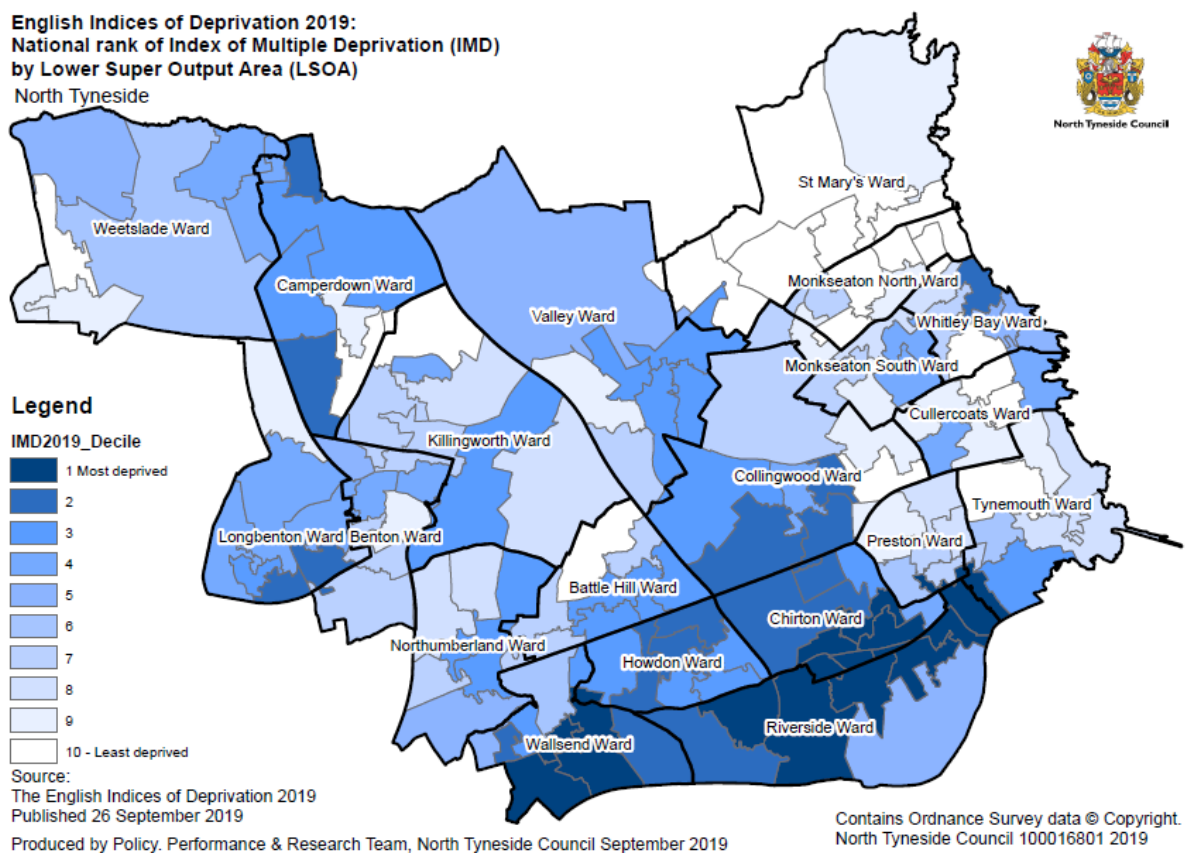 English Indices of Deprivation 2019:
National rank of Index of Multiple Deprivation (IMD)
by Lower Super Output Area (LSOA)
North Tyneside
North Tyneside Council
St Mary's Ward
Weetslade Ward
Camperdown Ward
Monkseaton North Ward
Valley Ward
Whitley Bay Ward
Monkseaton South Ward
Cullercoats Ward
Killingworth Ward
Collingwood Ward
Tynemouth Ward
Longbenton Ward
Benton Ward
Preston Ward
Battle Hill Ward
Chirton Ward
Northumberland Ward
Howdon Ward
Riverside Ward
Wallsend Ward
Legend
IMD2019_Decile
1 Most deprived
2
3
4
5
6
7
8
9
10 - Least deprived
Source:
The English Indices of Deprivation 2019
Published 26 September 2019
Produced by Policy. Performance & Research Team, North Tyneside Council September 2019
Contains Ordnance Survey data © Copyright.
North Tyneside Council 100016801 2019